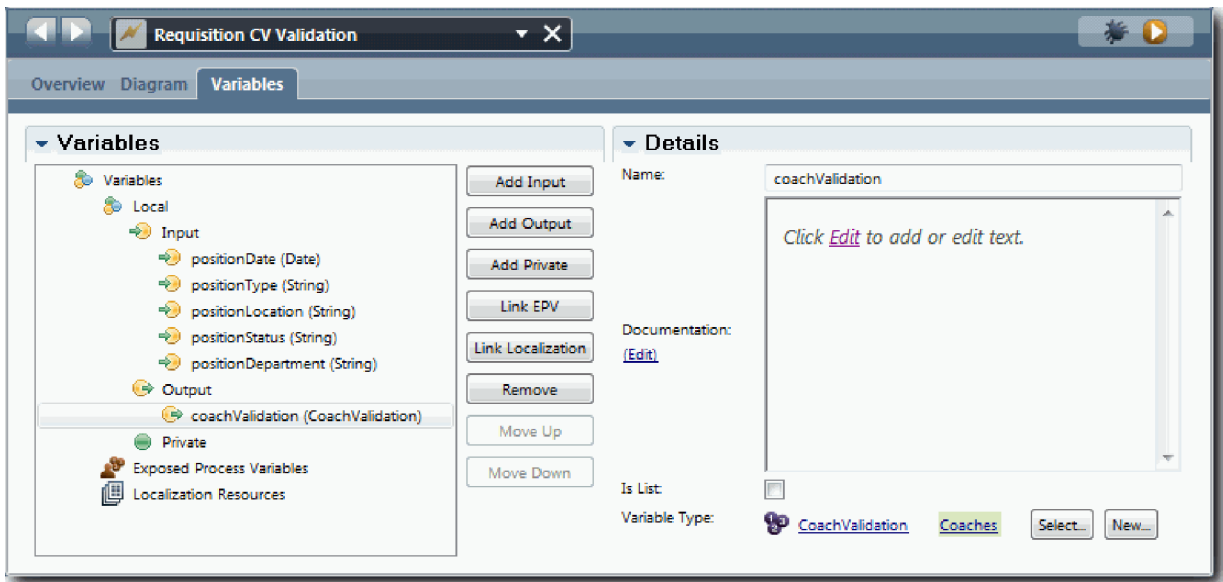 Requisition CV Validation
Overview Diagram Variables
Variables
Variables
Local
Input
positionDate (Date)
positionType (String)
positionLocation (String)
positionStatus (String)
positionDepartment (String)
Output
coachValidation (CoachValidation)
Private
Exposed Process Variables
Localization Resources
Add Input
Add Output
Add Private
Link EPV
Link Localization
Remove
Move Up
Move Down
Details
Name: coachValidation
Click Edit to add or edit text.
Documentation:
(Edit)
Is List:
Variable Type: CoachValidation Coaches Select... New...